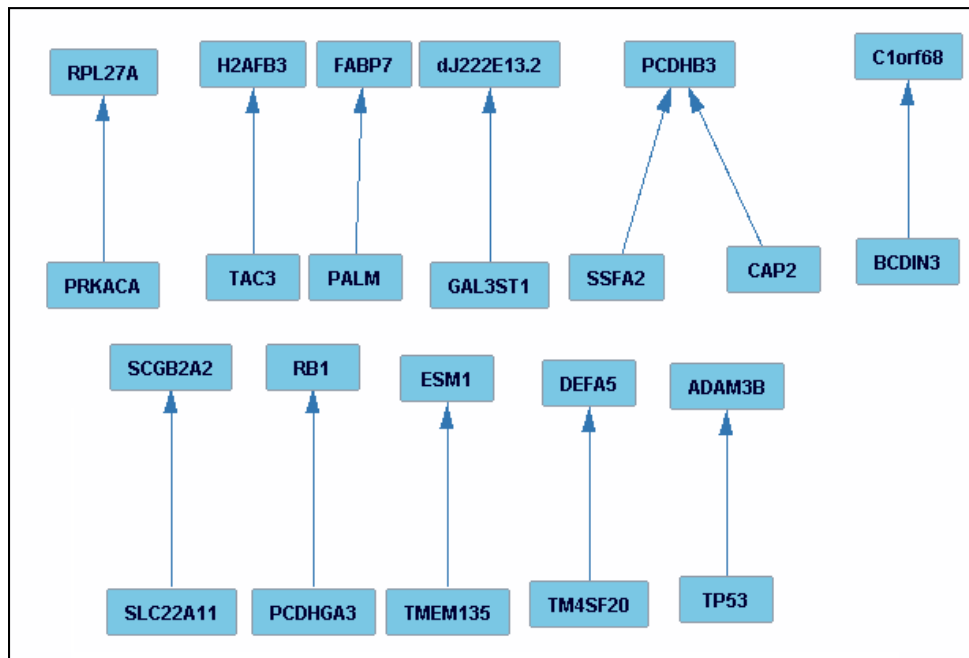 RPL27A
H2AFB3
FABP7
dJ222E13.2
PCDHB3
C1orf68
PRKACA
TAC3
PALM
GAL3ST1
SSFA2
CAP2
BCDIN3
SCGB2A2
RB1
ESM1
DEFA5
ADAM3B
SLC22A11
PCDHGA3
TMEM135
TM4SF20
TP53